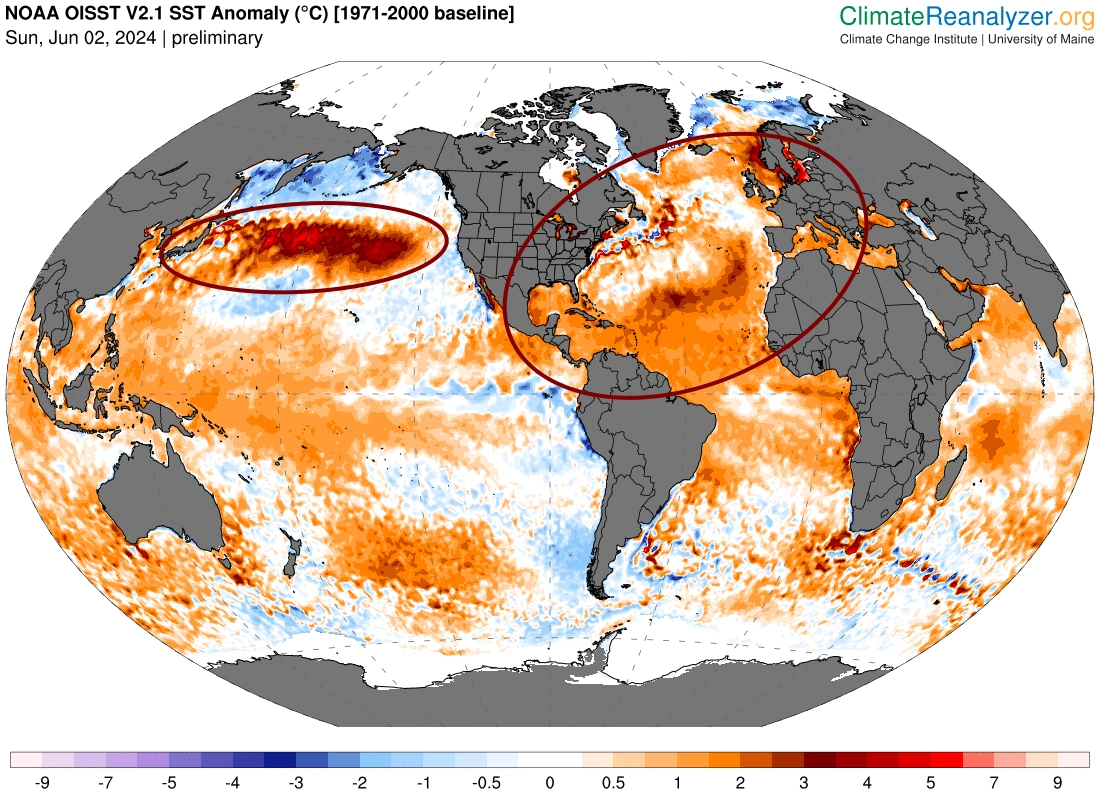 NOAA OISST V2.1 SST Anomaly (°C) [1971-2000 baseline]
Sun, Jun 02, 2024 | preliminary
ClimateReanalyzer.org
Climate Change Institute | University of Maine
-9 -7 -5 -4 -3 -2 -1 -0.5 0 0.5 1 2 3 4 5 7 9